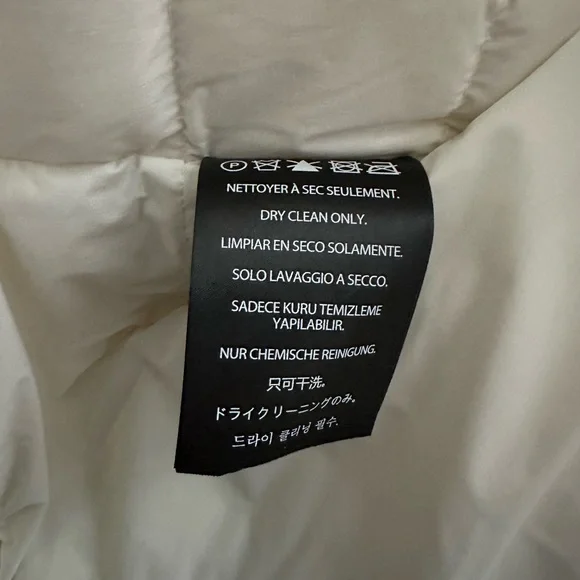 P
NETTOYER À SEC SEULEMENT.
DRY CLEAN ONLY.
LIMPIAR EN SECO SOLAMENTE.
SOLO LAVAGGIO A SECCO.
SADECE KURU TEMIZLEME
YAPILABILIR.
NUR CHEMISCHE REINIGUNG.
只可干洗。
ドライクリーニングのみ。
드라이 클리닝 필수.